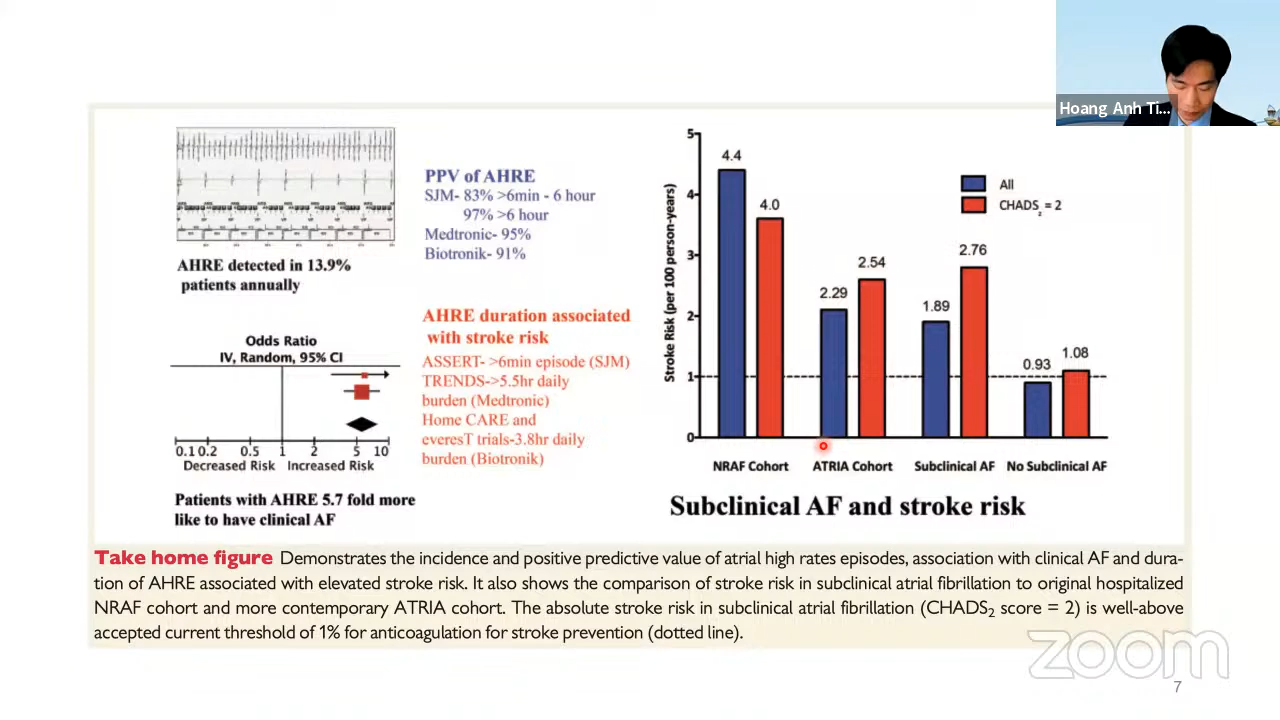 Hoang Anh Ti...
AHRE detected in 13.9%
patients annually
PPV of AHRE
SJM- 83% >6min - 6 hour
97% >6 hour
Medtronic- 95%
Biotronik- 91%
Odds Ratio
IV, Random, 95% CI
0.1 0.2 0.5 1 2 5 10
Decreased Risk Increased Risk
Patients with AHRE 5.7 fold more
like to have clinical AF
AHRE duration associated
with stroke risk
ASSERT- >6min episode (SJM)
TRENDS->5.5hr daily
burden (Medtronic)
Home CARE and
everesT trials-3.8hr daily
burden (Biotronik)
Stroke Risk (per 100 person-years)
5
4
3
2
1
0
4.4
4.0
2.29
2.54
1.89
2.76
0.93
1.08
All
CHADS₂ = 2
NRAF Cohort ATRIA Cohort Subclinical AF No Subclinical AF
Subclinical AF and stroke risk
Take home figure Demonstrates the incidence and positive predictive value of atrial high rates episodes, association with clinical AF and dura-
tion of AHRE associated with elevated stroke risk. It also shows the comparison of stroke risk in subclinical atrial fibrillation to original hospitalized
NRAF cohort and more contemporary ATRIA cohort. The absolute stroke risk in subclinical atrial fibrillation (CHADS₂ score = 2) is well-above
accepted current threshold of 1% for anticoagulation for stroke prevention (dotted line).
zoom
7